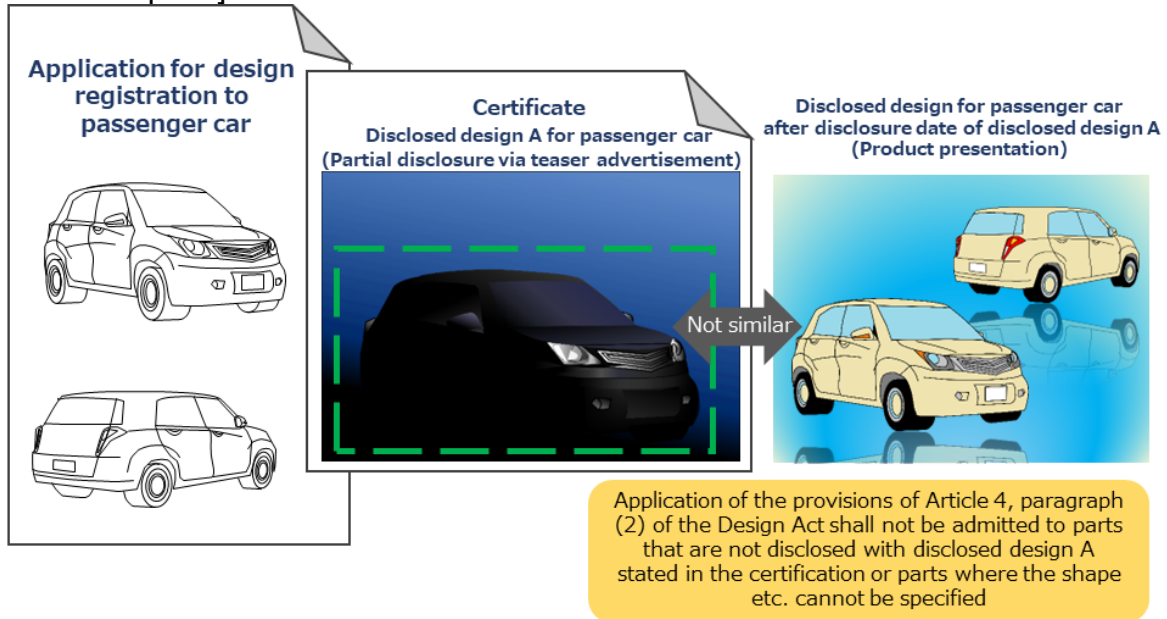 Application for design
registration to
passenger car
Certificate
Disclosed design A for passenger car
(Partial disclosure via teaser advertisement)
Disclosed design for passenger car
after disclosure date of disclosed design A
(Product presentation)
Not similar
Application of the provisions of Article 4, paragraph
(2) of the Design Act shall not be admitted to parts
that are not disclosed with disclosed design A
stated in the certification or parts where the shape
etc. cannot be specified